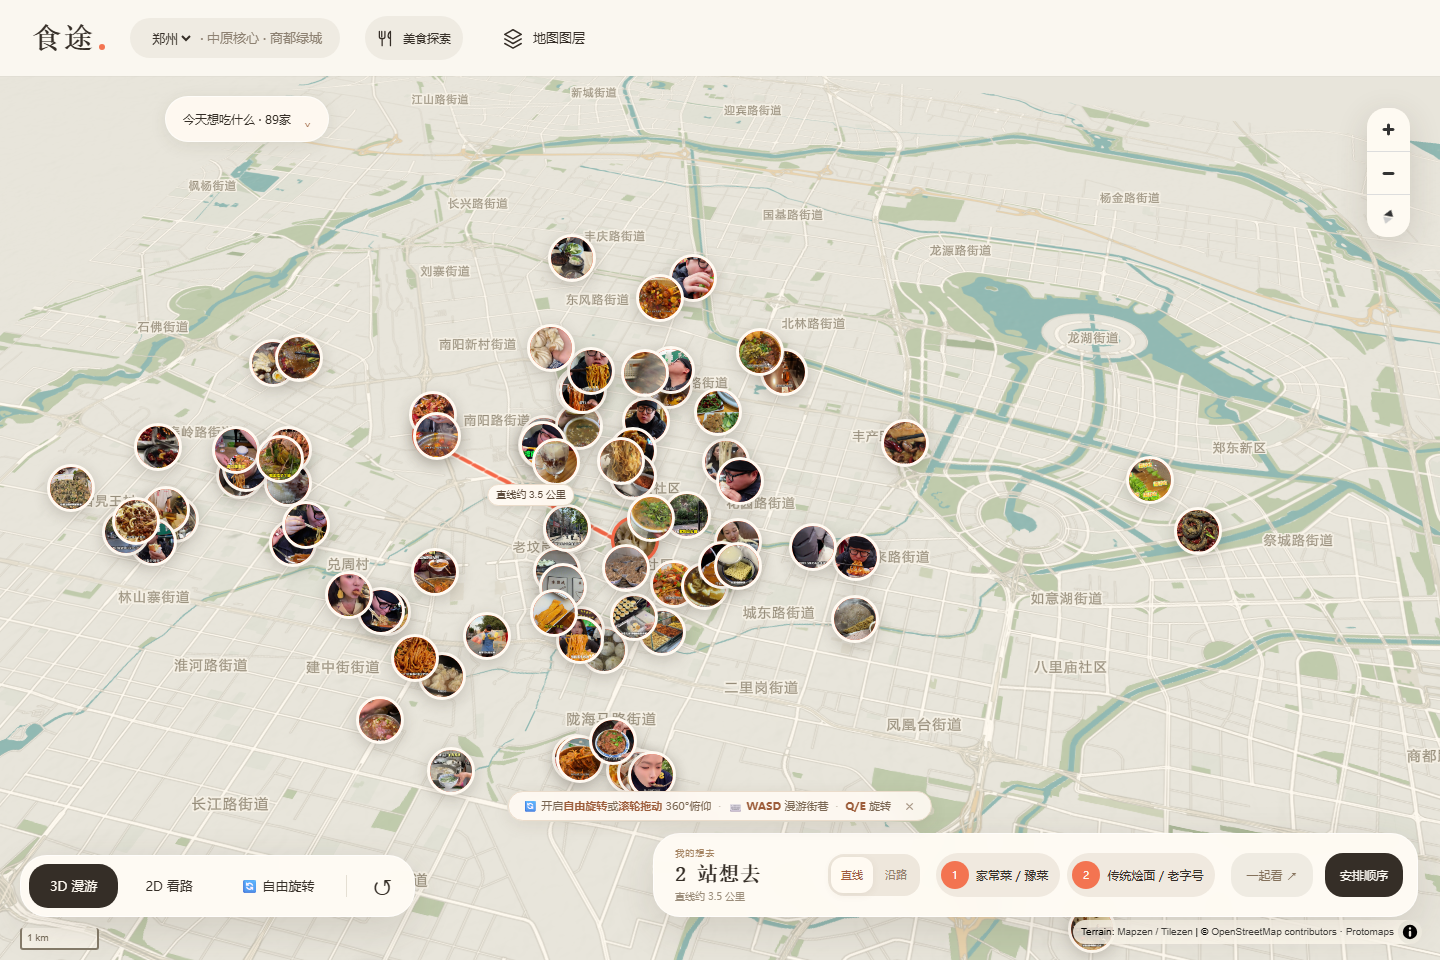 食途.
郑州 · 中原核心 · 商都绿城
美食探索
地图图层
今天想吃什么 · 89家
江山路街道
新城街道
迎宾路街道
枫杨街道
长兴路街道
国基路街道
杨金路街道
丰庆路街道
龙源路街道
刘寨街道
东风路街道
石佛街道
北林路街道
龙湖街道
南阳新村街道
路街道
南阳路街道
郑东新区
社区
直线约 3.5 公里
花园路街道
祭城路街道
兑周村
林山寨街道
城东路街道
如意湖街道
淮河路街道
建中街街道
八里庙社区
二里岗街道
凤凰台街道
长江路街道
开启自由旋转或滚轮拖动 360°俯仰 · WASD 漫游街巷 · Q/E 旋转 ✕
3D 漫游
2D 看路
自由旋转
我的想去
2 站想去
直线约 3.5 公里
直线
沿路
1 家常菜 / 豫菜
2 传统烩面 / 老字号
一起看 ↗
安排顺序
1 km
Terrain: Mapzen / Tilezen | © OpenStreetMap contributors · Protomaps